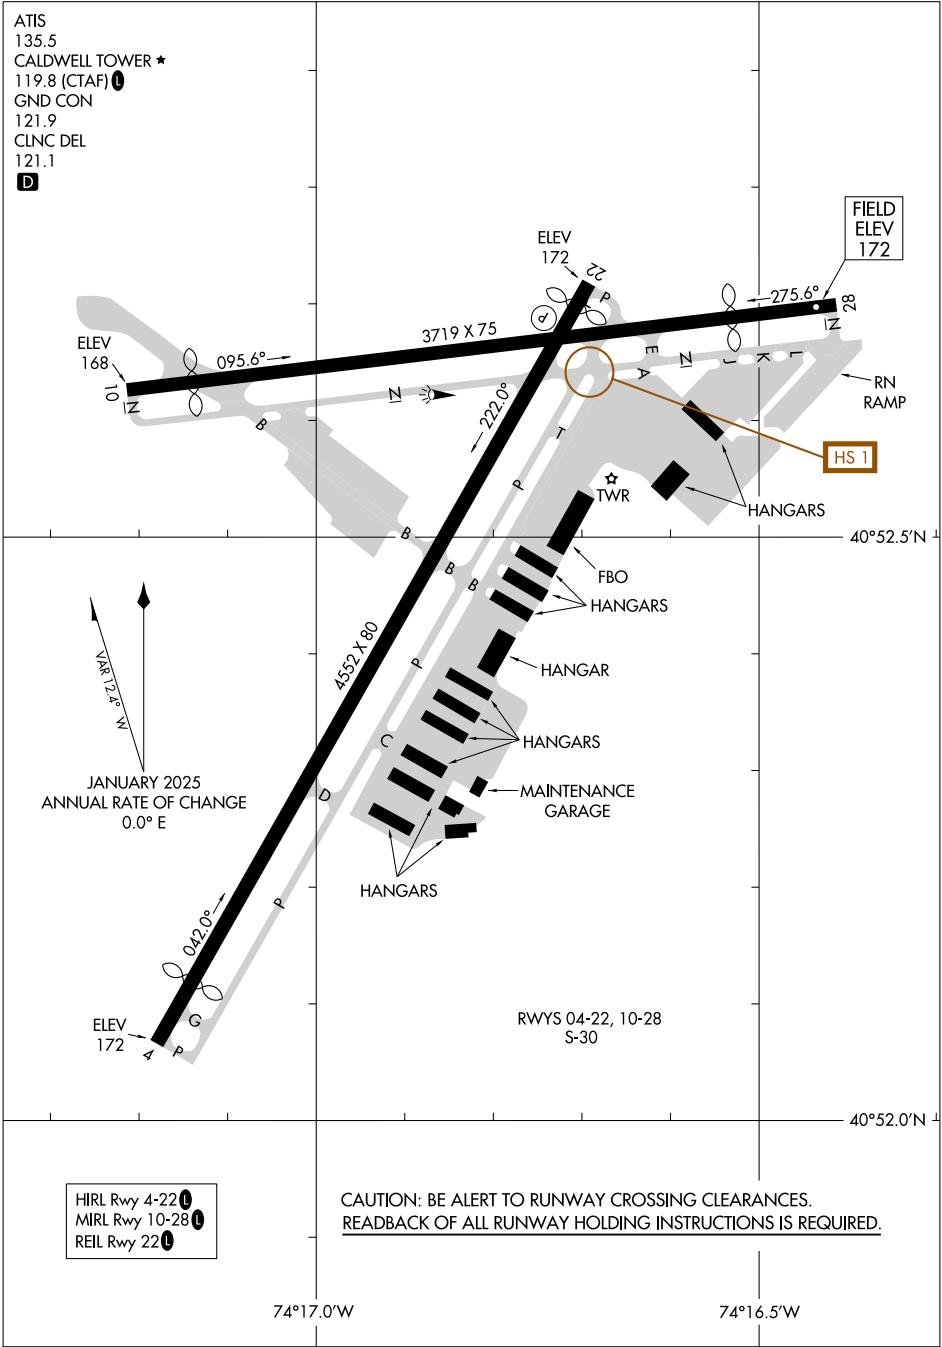 ATIS
135.5
CALDWELL TOWER ★
119.8 (CTAF) L
GND CON
121.9
CLNC DEL
121.1
D
FIELD
ELEV
172
ELEV
172
22
P
P
275.6°
28
N
3719 X 75
095.6°
ELEV
168
10
N
N
B
222.0°
E
A
N
J
K
L
RN
RAMP
HS 1
T
P
TWR
HANGARS
40°52.5'N
B
B
B
FBO
HANGARS
4552 X 80
P
HANGAR
VAR 12.4° W
C
HANGARS
JANUARY 2025
ANNUAL RATE OF CHANGE
0.0° E
D
MAINTENANCE
GARAGE
HANGARS
P
042.0°
G
ELEV
172
4
P
RWYS 04-22, 10-28
S-30
40°52.0'N
HIRL Rwy 4-22 L
MIRL Rwy 10-28 L
REIL Rwy 22 L
CAUTION: BE ALERT TO RUNWAY CROSSING CLEARANCES.
READBACK OF ALL RUNWAY HOLDING INSTRUCTIONS IS REQUIRED.
74°17.0'W
74°16.5'W